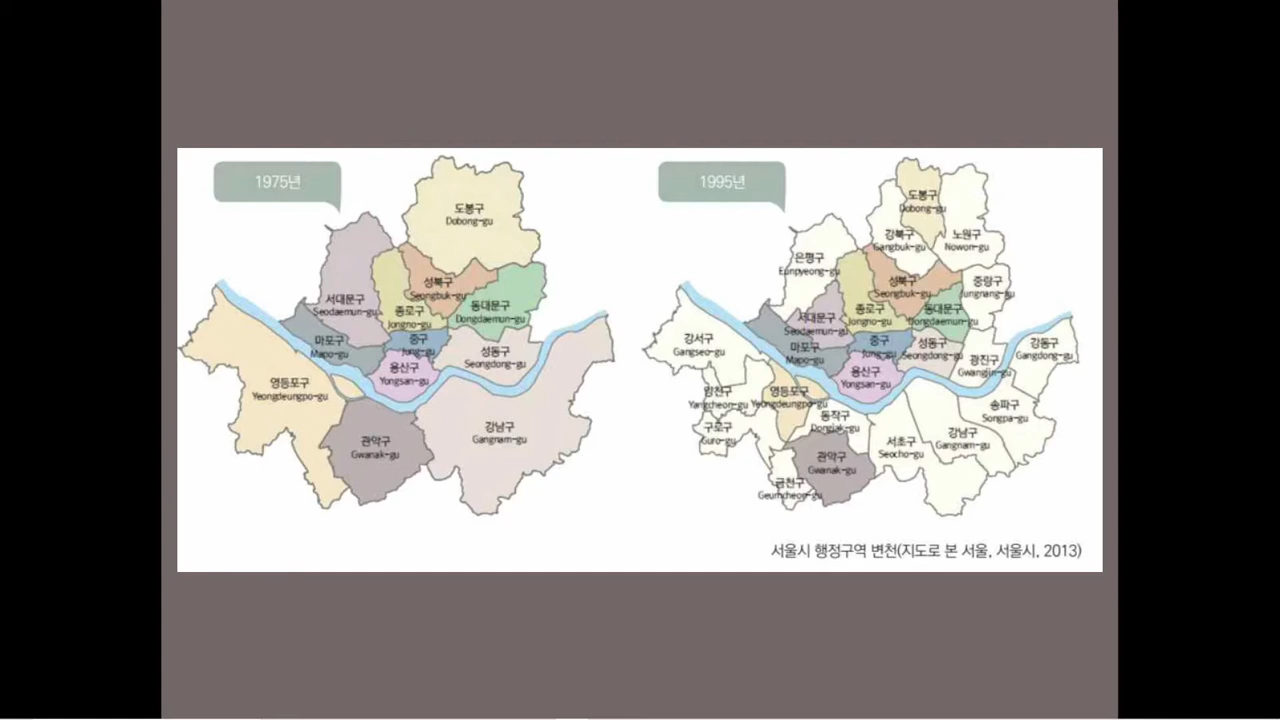 1975년
도봉구
Dobong-gu
성북구
Seongbuk-gu
서대문구
Seodaemun-gu
종로구
Jongno-gu
동대문구
Dongdaemun-gu
마포구
Mapo-gu
중구
Jung-gu
성동구
Seongdong-gu
용산구
Yongsan-gu
영등포구
Yeongdeungpo-gu
관악구
Gwanak-gu
강남구
Gangnam-gu
1995년
도봉구
Dobong-gu
강북구
Gangbuk-gu
노원구
Nowon-gu
은평구
Eunpyeong-gu
성북구
Seongbuk-gu
중랑구
Jungnang-gu
서대문구
Seodaemun-gu
종로구
Jongno-gu
동대문구
Dongdaemun-gu
강서구
Gangseo-gu
마포구
Mapo-gu
중구
Jung-gu
성동구
Seongdong-gu
광진구
Gwangjin-gu
강동구
Gangdong-gu
용산구
Yongsan-gu
양천구
Yangcheon-gu
영등포구
Yeongdeungpo-gu
동작구
Dongjak-gu
송파구
Songpa-gu
구로구
Guro-gu
관악구
Gwanak-gu
서초구
Seocho-gu
강남구
Gangnam-gu
금천구
Geumcheon-gu
서울시 행정구역 변천(지도로 본 서울, 서울시, 2013)